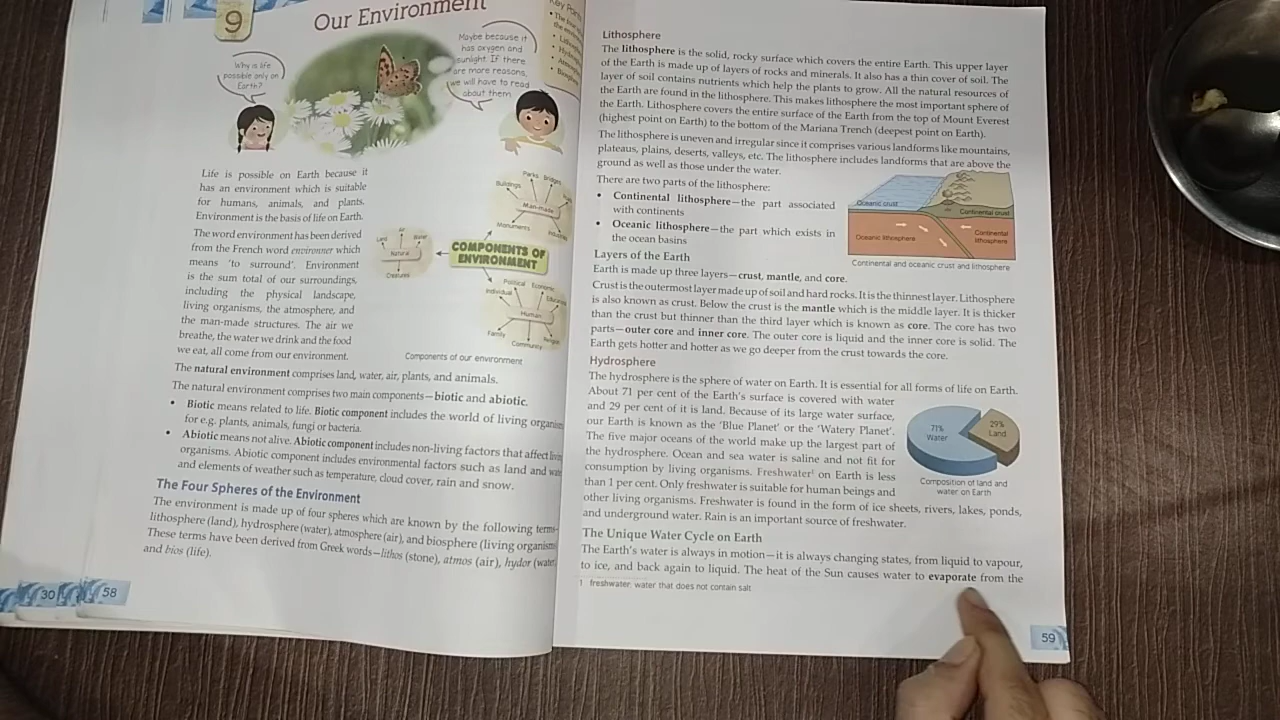 9
Our Environment
Why is life
possible only on
Earth?
Maybe because it
has oxygen and
sunlight. If there
are more reasons,
we will have to read
about them.
Key
Life is possible on Earth because it
has an environment which is suitable
for humans, animals, and plants.
Environment is the basis of life on Earth.
The word environment has been derived
from the French word environner which
means ‘to surround’. Environment
is the sum total of our surroundings,
including the physical landscape,
living organisms, the atmosphere, and
the man-made structures. The air we
breathe, the water we drink and the food
we eat, all come from our environment.
Parks Bridges
Buildings
Man-made
Monuments
Air
Land Water
Natural
Creatures
COMPONENTS OF
ENVIRONMENT
Political Economic
Individual
Human
Family
Community Religion
Components of our environment
The natural environment comprises land, water, air, plants, and animals.
The natural environment comprises two main components—biotic and abiotic.
• Biotic means related to life. Biotic component includes the world of living
for e.g. plants, animals, fungi or bacteria.
• Abiotic means not alive. Abiotic component includes non-living factors that affect
organisms. Abiotic component includes environmental factors such as land and
and elements of weather such as temperature, cloud cover, rain and snow.
The Four Spheres of the Environment
The environment is made up of four spheres which are known by the following terms—
lithosphere (land), hydrosphere (water), atmosphere (air), and biosphere (living
These terms have been derived from Greek words—lithos (stone), atmos (air), hydor
and bios (life).
30
58
Lithosphere
The lithosphere is the solid, rocky surface which covers the entire Earth. This upper layer
of the Earth is made up of layers of rocks and minerals. It also has a thin cover of soil. The
layer of soil contains nutrients which help the plants to grow. All the natural resources of
the Earth are found in the lithosphere. This makes lithosphere the most important sphere of
the Earth. Lithosphere covers the entire surface of the Earth from the top of Mount Everest
(highest point on Earth) to the bottom of the Mariana Trench (deepest point on Earth).
The lithosphere is uneven and irregular since it comprises various landforms like mountains,
plateaus, plains, deserts, valleys, etc. The lithosphere includes landforms that are above the
ground as well as those under the water.
There are two parts of the lithosphere:
• Continental lithosphere—the part associated
with continents
• Oceanic lithosphere—the part which exists in
the ocean basins
Oceanic crust
Continental crust
Oceanic lithosphere
Continental
lithosphere
Continental and oceanic crust and lithosphere
Layers of the Earth
Earth is made up three layers—crust, mantle, and core.
Crust is the outermost layer made up of soil and hard rocks. It is the thinnest layer. Lithosphere
is also known as crust. Below the crust is the mantle which is the middle layer. It is thicker
than the crust but thinner than the third layer which is known as core. The core has two
parts—outer core and inner core. The outer core is liquid and the inner core is solid. The
Earth gets hotter and hotter as we go deeper from the crust towards the core.
Hydrosphere
The hydrosphere is the sphere of water on Earth. It is essential for all forms of life on Earth.
About 71 per cent of the Earth’s surface is covered with water
and 29 per cent of it is land. Because of its large water surface,
our Earth is known as the ‘Blue Planet’ or the ‘Watery Planet’.
The five major oceans of the world make up the largest part of
the hydrosphere. Ocean and sea water is saline and not fit for
consumption by living organisms. Freshwater¹ on Earth is less
than 1 per cent. Only freshwater is suitable for human beings and
other living organisms. Freshwater is found in the form of ice sheets, rivers, lakes, ponds,
and underground water. Rain is an important source of freshwater.
71%
Water
29%
Land
Composition of land and
water on Earth
The Unique Water Cycle on Earth
The Earth’s water is always in motion—it is always changing states, from liquid to vapour,
to ice, and back again to liquid. The heat of the Sun causes water to evaporate from the
1 freshwater: water that does not contain salt
59